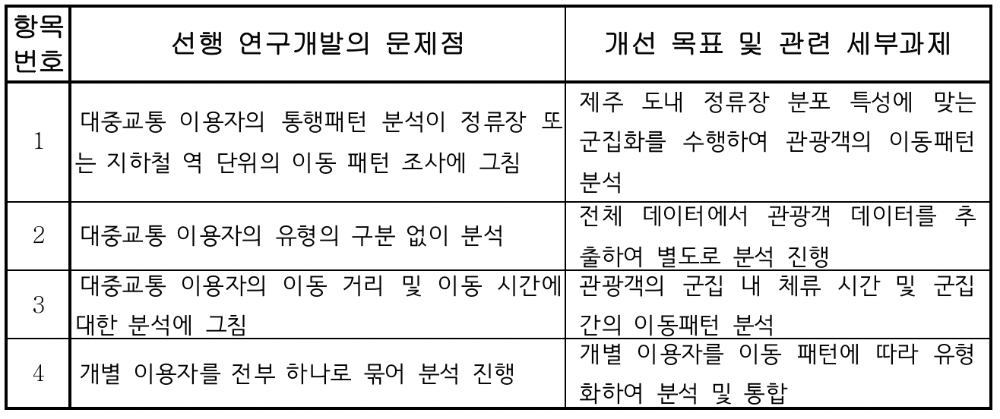 항목
번호
선행 연구개발의 문제점
개선 목표 및 관련 세부과제
1
대중교통 이용자의 통행패턴 분석이 정류장 또
는 지하철 역 단위의 이동 패턴 조사에 그침
제주 도내 정류장 분포 특성에 맞는
군집화를 수행하여 관광객의 이동패턴
분석
2
대중교통 이용자의 유형의 구분 없이 분석
전체 데이터에서 관광객 데이터를 추
출하여 별도로 분석 진행
3
대중교통 이용자의 이동 거리 및 이동 시간에
대한 분석에 그침
관광객의 군집 내 체류 시간 및 군집
간의 이동패턴 분석
4
개별 이용자를 전부 하나로 묶어 분석 진행
개별 이용자를 이동 패턴에 따라 유형
화하여 분석 및 통합